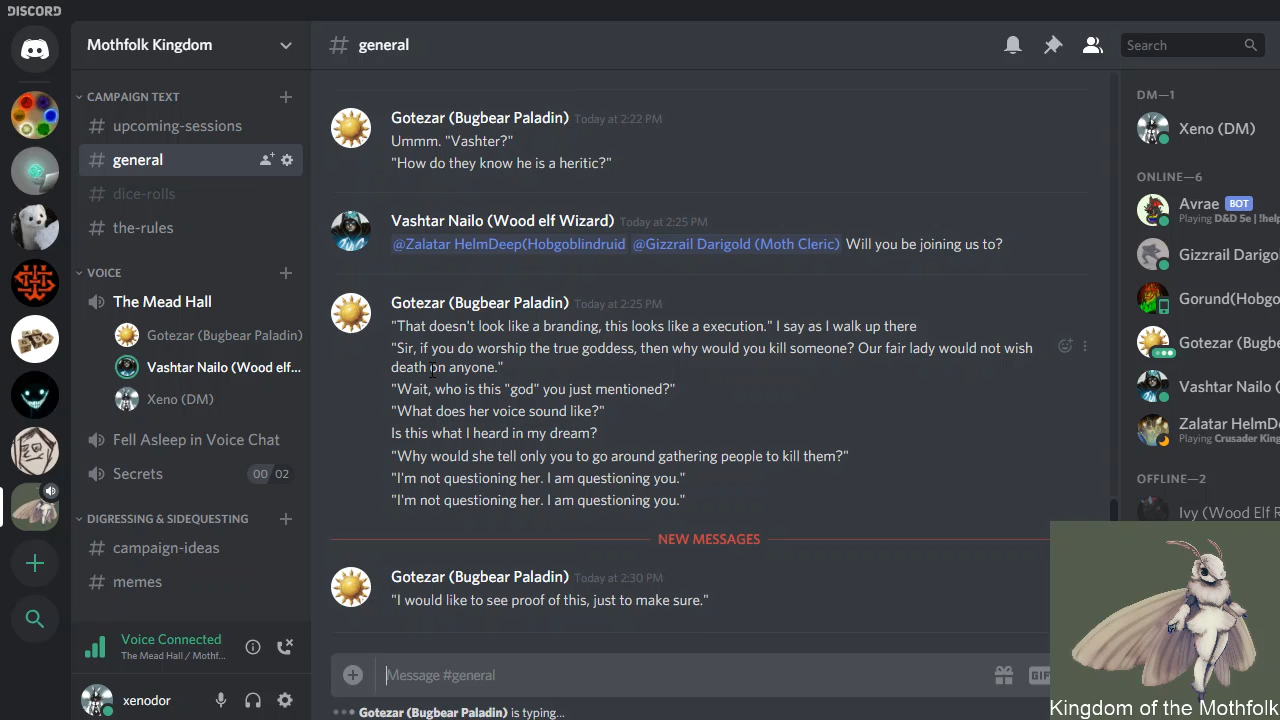 DISCORD
Mothfolk Kingdom
CAMPAIGN TEXT
upcoming-sessions
general
dice-rolls
the-rules
VOICE
The Mead Hall
Gotezar (Bugbear Paladin)
Vashtar Nailo (Wood elf...
Xeno (DM)
Fell Asleep in Voice Chat
Secrets 00 02
DIGRESSING & SIDEQUESTING
campaign-ideas
memes
Voice Connected
The Mead Hall / Mothf...
xenodor
# general
Search
Gotezar (Bugbear Paladin) Today at 2:22 PM
Ummm. "Vashter?"
"How do they know he is a heritic?"
Vashtar Nailo (Wood elf Wizard) Today at 2:25 PM
@Zalatar HelmDeep(Hobgoblindruid @Gizzrail Darigold (Moth Cleric) Will you be joining us to?
Gotezar (Bugbear Paladin) Today at 2:25 PM
"That doesn't look like a branding, this looks like a execution." I say as I walk up there
"Sir, if you do worship the true goddess, then why would you kill someone? Our fair lady would not wish
death on anyone."
"Wait, who is this "god" you just mentioned?"
"What does her voice sound like?"
Is this what I heard in my dream?
"Why would she tell only you to go around gathering people to kill them?"
"I'm not questioning her. I am questioning you."
"I'm not questioning her. I am questioning you."
NEW MESSAGES
Gotezar (Bugbear Paladin) Today at 2:30 PM
"I would like to see proof of this, just to make sure."
Message #general
GIF
Gotezar (Bugbear Paladin) is typing...
DM—1
Xeno (DM)
ONLINE—6
Avrae BOT
Playing D&D 5e | !help
Gizzrail Darigo
Gorund(Hobgo
Gotezar (Bugbe
Vashtar Nailo (
Zalatar HelmDe
Playing Crusader King
OFFLINE—2
Ivy (Wood Elf R
Kingdom of the Mothfolk